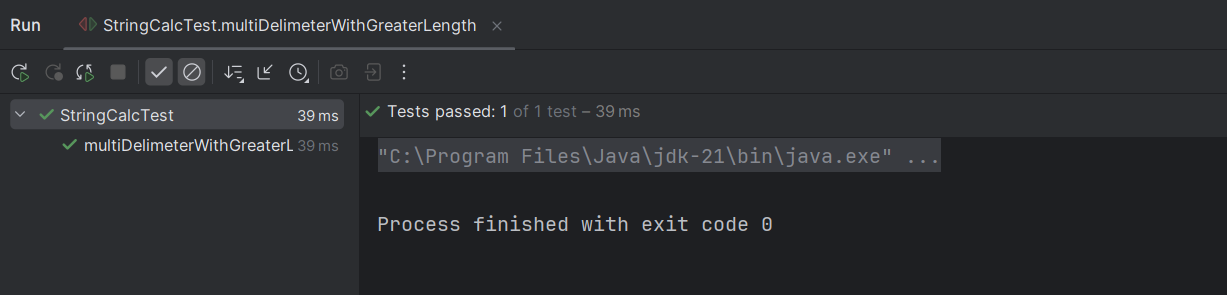 Run StringCalcTest.multiDelimeterWithGreaterLength
StringCalcTest 39 ms
multiDelimeterWithGreaterL 39 ms
Tests passed: 1 of 1 test – 39 ms
"C:\Program Files\Java\jdk-21\bin\java.exe" ...
Process finished with exit code 0